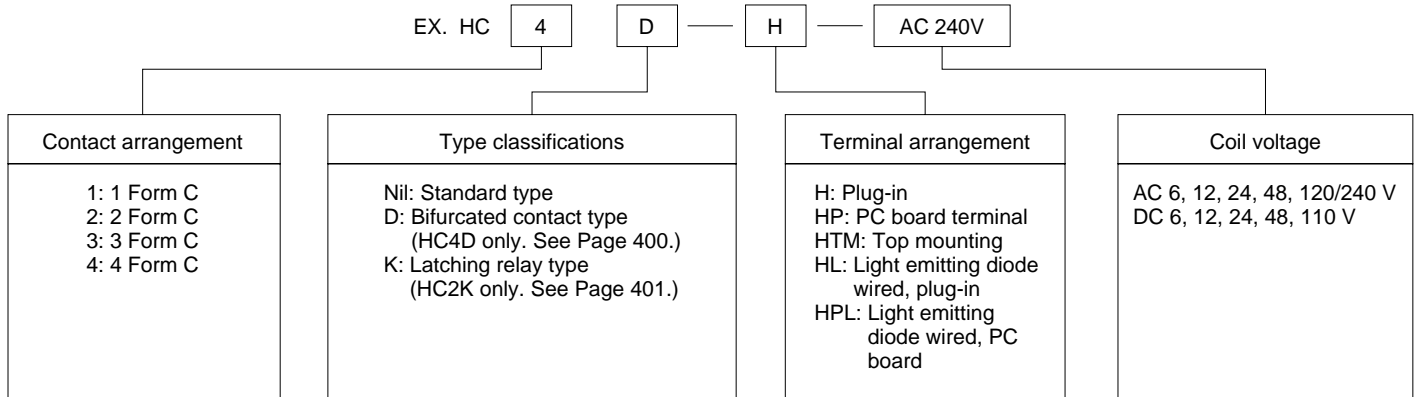 EX. HC 4 D H AC 240V
Contact arrangement
1: 1 Form C
2: 2 Form C
3: 3 Form C
4: 4 Form C
Type classifications
Nil: Standard type
D: Bifurcated contact type
(HC4D only. See Page 400.)
K: Latching relay type
(HC2K only. See Page 401.)
Terminal arrangement
H: Plug-in
HP: PC board terminal
HTM: Top mounting
HL: Light emitting diode
wired, plug-in
HPL: Light emitting
diode wired, PC
board
Coil voltage
AC 6, 12, 24, 48, 120/240 V
DC 6, 12, 24, 48, 110 V